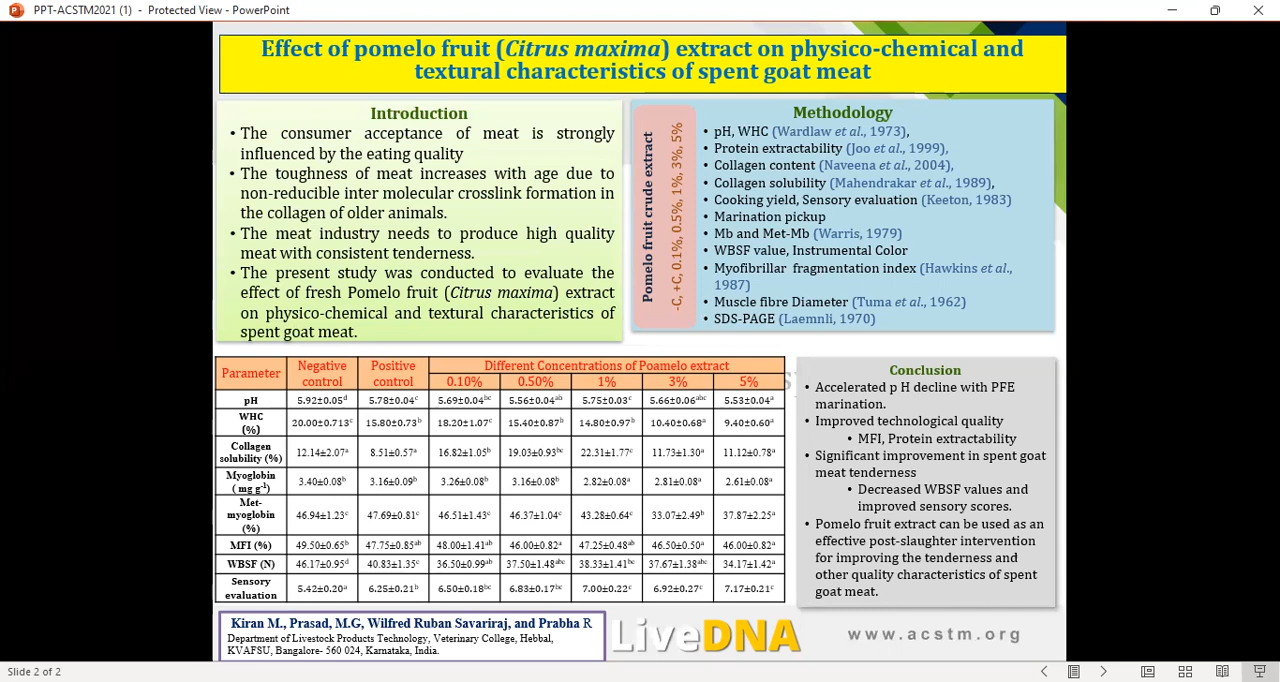 PPT-ACSTM2021 (1) - Protected View - PowerPoint
Effect of pomelo fruit (Citrus maxima) extract on physico-chemical and
textural characteristics of spent goat meat
Introduction
• The consumer acceptance of meat is strongly
influenced by the eating quality
• The toughness of meat increases with age due to
non-reducible inter molecular crosslink formation in
the collagen of older animals.
• The meat industry needs to produce high quality
meat with consistent tenderness.
• The present study was conducted to evaluate the
effect of fresh Pomelo fruit (Citrus maxima) extract
on physico-chemical and textural characteristics of
spent goat meat.
Pomelo fruit crude extract
-C, +C, 0.1%, 0.5%, 1%, 3%, 5%
Methodology
• pH, WHC (Wardlaw et al., 1973),
• Protein extractability (Joo et al., 1999),
• Collagen content (Naveena et al., 2004),
• Collagen solubility (Mahendrakar et al., 1989),
• Cooking yield, Sensory evaluation (Keeton, 1983)
• Marination pickup
• Mb and Met-Mb (Warris, 1979)
• WBSF value, Instrumental Color
• Myofibrillar fragmentation index (Hawkins et al.,
1987)
• Muscle fibre Diameter (Tuma et al., 1962)
• SDS-PAGE (Laemnli, 1970)
Parameter Negative control Positive control Different Concentrations of Poamelo extract
0.10% 0.50% 1% 3% 5%
pH 5.92±0.05d 5.78±0.04c 5.69±0.04bc 5.56±0.04ab 5.75±0.03c 5.66±0.06abc 5.53±0.04a
WHC (%) 20.00±0.713c 15.80±0.73b 18.20±1.07c 15.40±0.87b 14.80±0.97b 10.40±0.68a 9.40±0.60a
Collagen solubility (%) 12.14±2.07a 8.51±0.57a 16.82±1.05b 19.03±0.93bc 22.31±1.77c 11.73±1.30a 11.12±0.78a
Myoglobin ( mg g-1) 3.40±0.08b 3.16±0.09b 3.26±0.08b 3.16±0.08b 2.82±0.08a 2.81±0.08a 2.61±0.08a
Met-myoglobin (%) 46.94±1.23c 47.69±0.81c 46.51±1.43c 46.37±1.04c 43.28±0.64c 33.07±2.49b 37.87±2.25a
MFI (%) 49.50±0.65b 47.75±0.85ab 48.00±1.41ab 46.00±0.82a 47.25±0.48ab 46.50±0.50a 46.00±0.82a
WBSF (N) 46.17±0.95d 40.83±1.35c 36.50±0.99ab 37.50±1.48abc 38.33±1.41bc 37.67±1.38abc 34.17±1.42a
Sensory evaluation 5.42±0.20a 6.25±0.21b 6.50±0.18bc 6.83±0.17bc 7.00±0.22c 6.92±0.27c 7.17±0.21c
Conclusion
• Accelerated p H decline with PFE
marination.
• Improved technological quality
• MFI, Protein extractability
• Significant improvement in spent goat
meat tenderness
• Decreased WBSF values and
improved sensory scores.
• Pomelo fruit extract can be used as an
effective post-slaughter intervention
for improving the tenderness and
other quality characteristics of spent
goat meat.
Kiran M., Prasad, M.G, Wilfred Ruban Savariraj, and Prabha R
Department of Livestock Products Technology, Veterinary College, Hebbal,
KVAFSU, Bangalore- 560 024, Karnataka, India.
LiveDNA
www.acstm.org
Slide 2 of 2